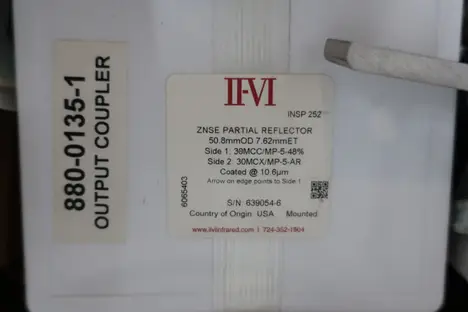 880-0135-1
OUTPUT COUPLER
II-VI
INSP 252
ZNSE PARTIAL REFLECTOR
50.8mmOD 7.62mmET
Side 1: 39MCC/MP-5-48%
Side 2: 30MCX/MP-5-AR
Coated @ 10.6µm
Arrow on edge points to Side 1
6065403
S/N 639054-6
Country of Origin USA Mounted
www.iiviinfrared.com | 724-352-1504